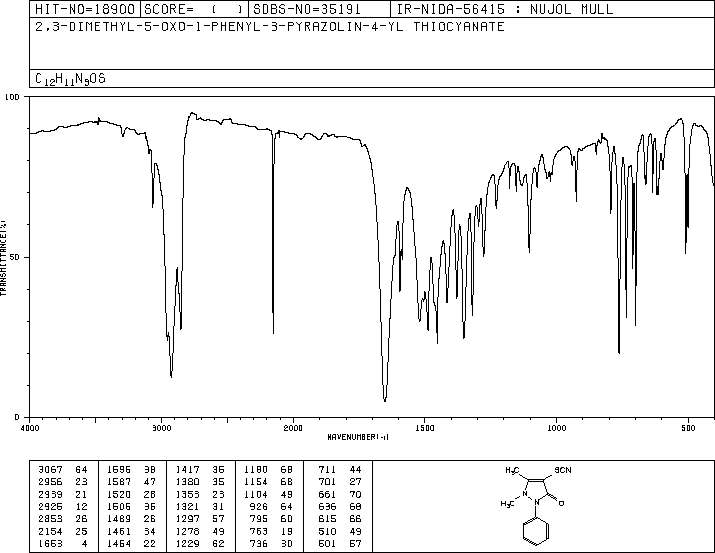 HIT-NO=18900 SCORE= ( ) SDBS-NO=35191 IR-NIDA-56415 : NUJOL MULL
2,3-DIMETHYL-5-OXO-1-PHENYL-3-PYRAZOLIN-4-YL THIOCYANATE
C12H11N3OS
100
50
0
TRANSMITTANCE(%)
4000 3000 2000 1500 1000 500
WAVENUMBER(-1)
3067 64 1596 38 1417 35 1180 68 711 44
2956 23 1587 47 1380 35 1154 68 701 27
2939 21 1520 28 1353 23 1104 49 661 70
2925 12 1506 35 1321 31 926 64 636 68
2853 26 1489 26 1297 57 795 60 615 66
2154 25 1461 34 1278 49 763 19 510 49
1653 4 1454 22 1229 62 736 30 501 57
H3C
SCN
H3C
N
N
O